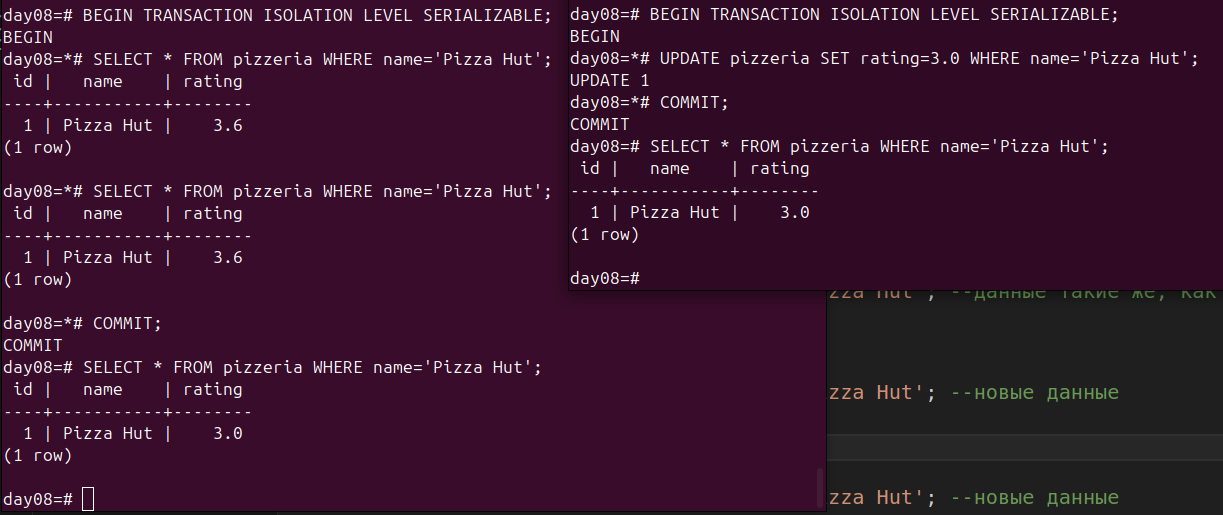 day08=# BEGIN TRANSACTION ISOLATION LEVEL SERIALIZABLE;
BEGIN
day08=*# SELECT * FROM pizzeria WHERE name='Pizza Hut';
 id |   name    | rating
----+-----------+--------
  1 | Pizza Hut |    3.6
(1 row)

day08=*# SELECT * FROM pizzeria WHERE name='Pizza Hut';
 id |   name    | rating
----+-----------+--------
  1 | Pizza Hut |    3.6
(1 row)

day08=*# COMMIT;
COMMIT
day08=# SELECT * FROM pizzeria WHERE name='Pizza Hut';
 id |   name    | rating
----+-----------+--------
  1 | Pizza Hut |    3.0
(1 row)

day08=#
day08=# BEGIN TRANSACTION ISOLATION LEVEL SERIALIZABLE;
BEGIN
day08=*# UPDATE pizzeria SET rating=3.0 WHERE name='Pizza Hut';
UPDATE 1
day08=*# COMMIT;
COMMIT
day08=# SELECT * FROM pizzeria WHERE name='Pizza Hut';
 id |   name    | rating
----+-----------+--------
  1 | Pizza Hut |    3.0
(1 row)

day08=#
zza Hut'; --данные такие же, как
zza Hut'; --новые данные
zza Hut'; --новые данные